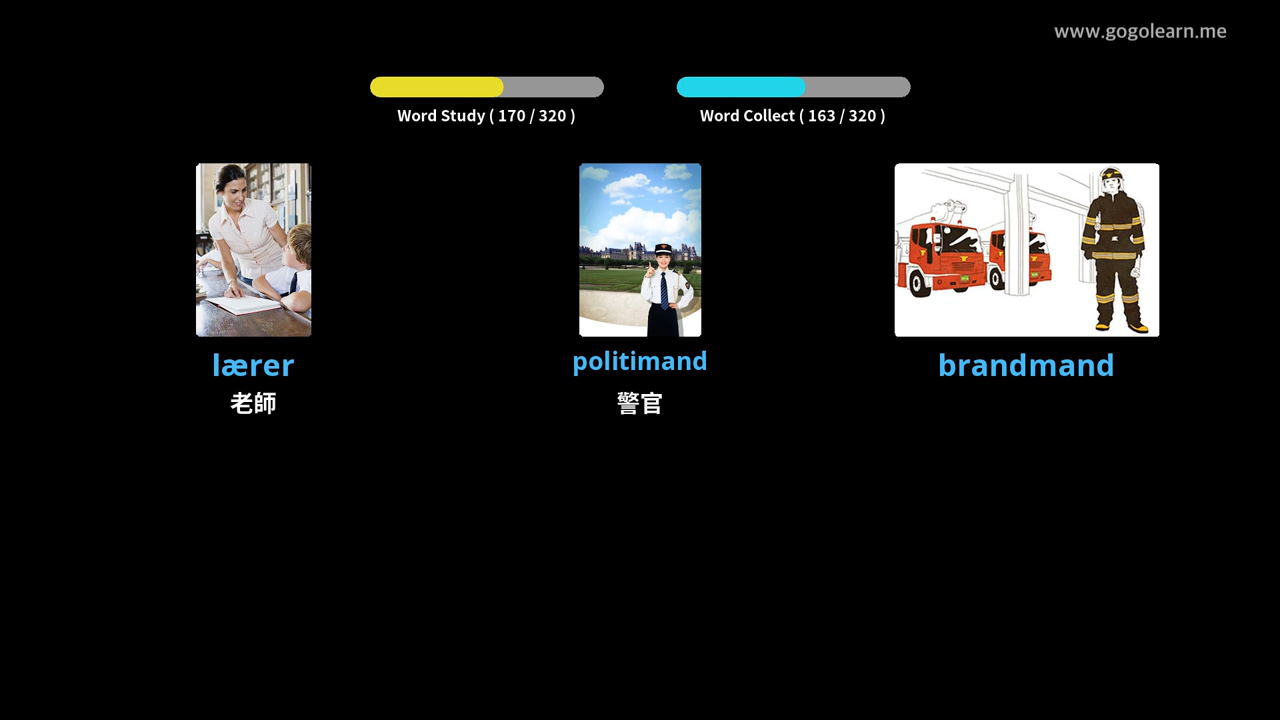 www.gogolearn.me
Word Study ( 170 / 320 )
Word Collect ( 163 / 320 )
lærer
politimand
brandmand
老師
警官